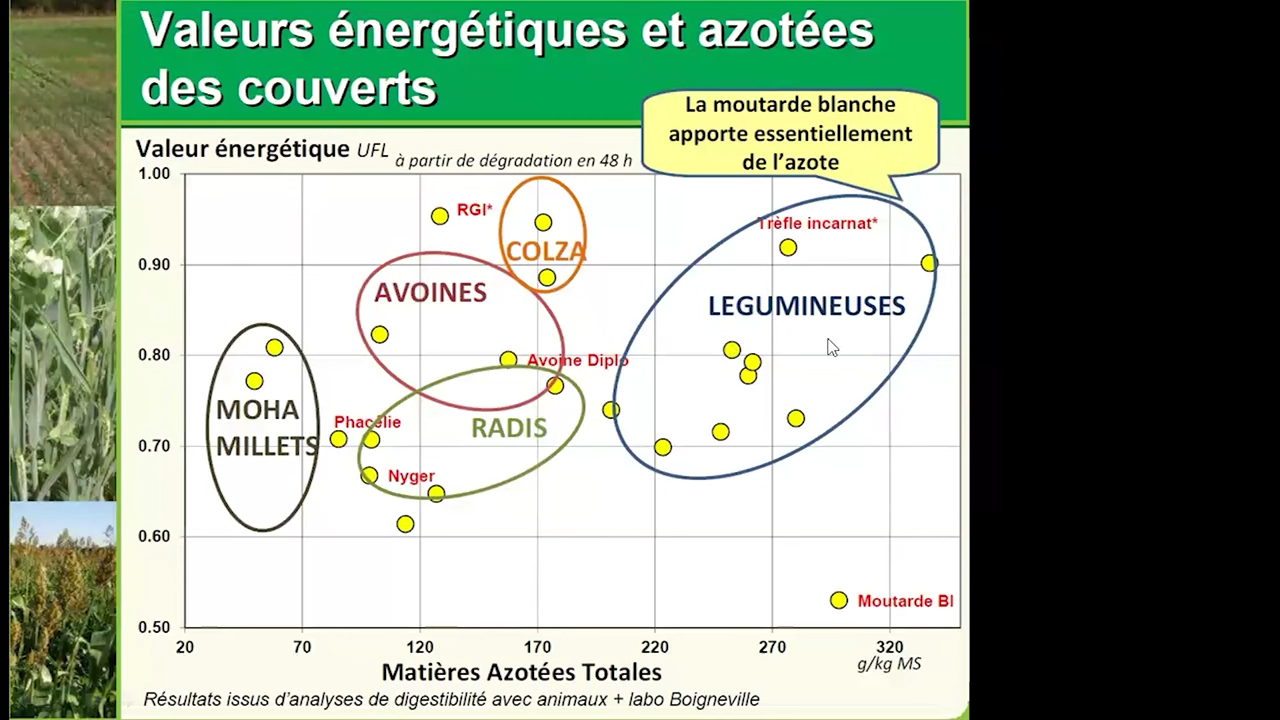 Valeurs énergétiques et azotées
des couverts
La moutarde blanche
apporte essentiellement
de l'azote
Valeur énergétique UFL à partir de dégradation en 48 h
1.00
RGI*
Trèfle incarnat*
COLZA
0.90
AVOINES
LEGUMINEUSES
0.80
Avoine Diplo
MOHA
MILLETS
Phacélie
RADIS
0.70
Nyger
0.60
Moutarde Bl
0.50
20 70 120 170 220 270 320
Matières Azotées Totales
g/kg MS
Résultats issus d'analyses de digestibilité avec animaux + labo Boigneville